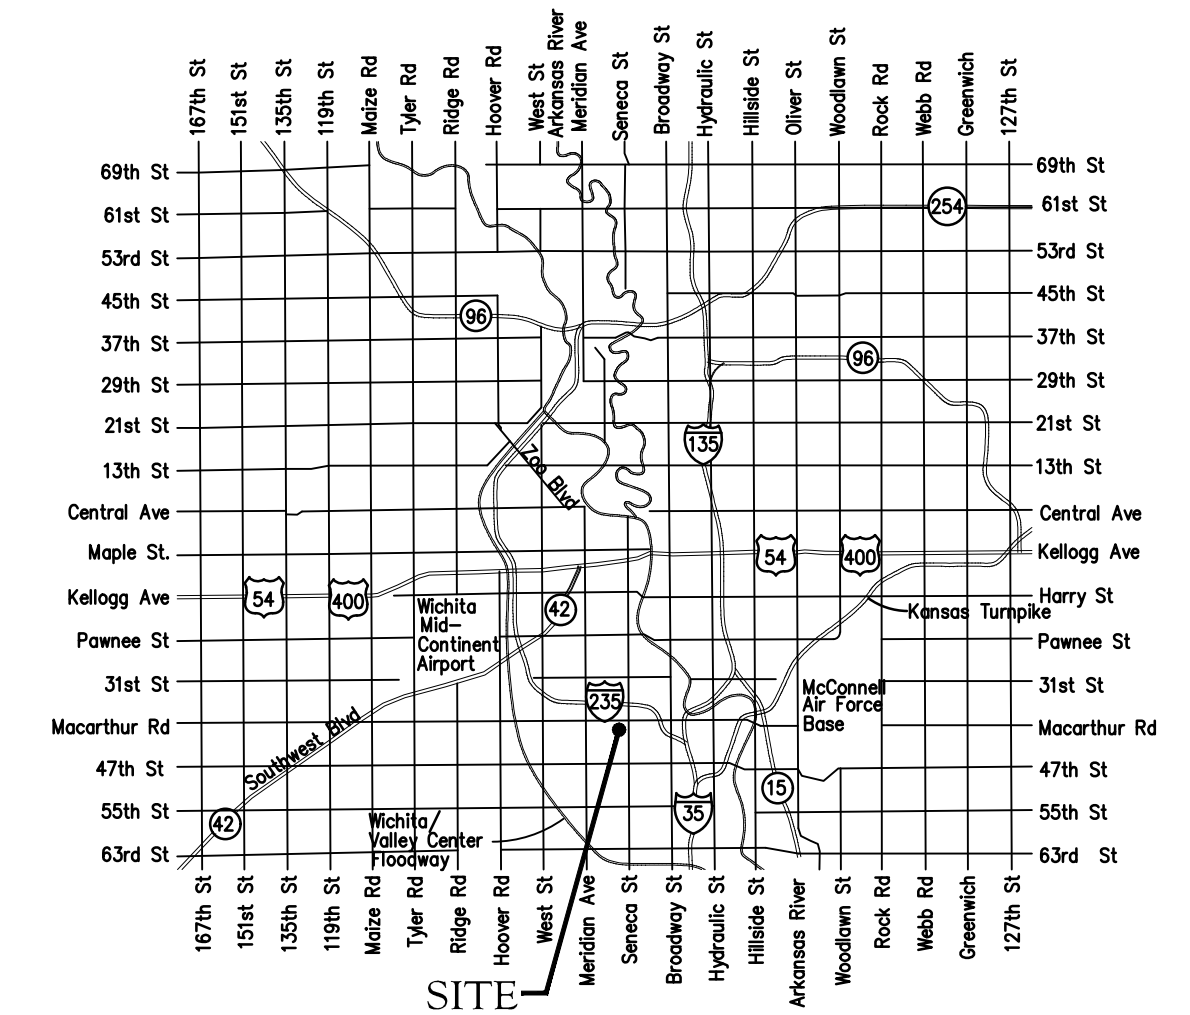 167th St
151st St
135th St
119th St
Maize Rd
Tyler Rd
Ridge Rd
Hoover Rd
West St
Arkansas River
Meridian Ave
Seneca St
Broadway St
Hydraulic St
Hillside St
Oliver St
Woodlawn St
Rock Rd
Webb Rd
Greenwich
127th St
69th St
69th St
61st St
254
61st St
53rd St
53rd St
45th St
45th St
96
37th St
37th St
96
29th St
29th St
21st St
21st St
135
13th St
13th St
Zoo Blvd
Central Ave
Central Ave
Maple St.
54
400
Kellogg Ave
Kellogg Ave
54
400
Harry St
Wichita
Mid-
Continent
Airport
42
Kansas Turnpike
Pawnee St
Pawnee St
31st St
31st St
235
McConnell
Air Force
Base
Macarthur Rd
Macarthur Rd
Southwest Blvd
47th St
47th St
15
55th St
55th St
42
35
Wichita/
Valley Center
Floodway
63rd St
63rd St
167th St
151st St
135th St
119th St
Maize Rd
Tyler Rd
Ridge Rd
Hoover Rd
West St
Meridian Ave
Seneca St
Broadway St
Hydraulic St
Hillside St
Arkansas River
Woodlawn St
Rock Rd
Webb Rd
Greenwich
127th St
SITE